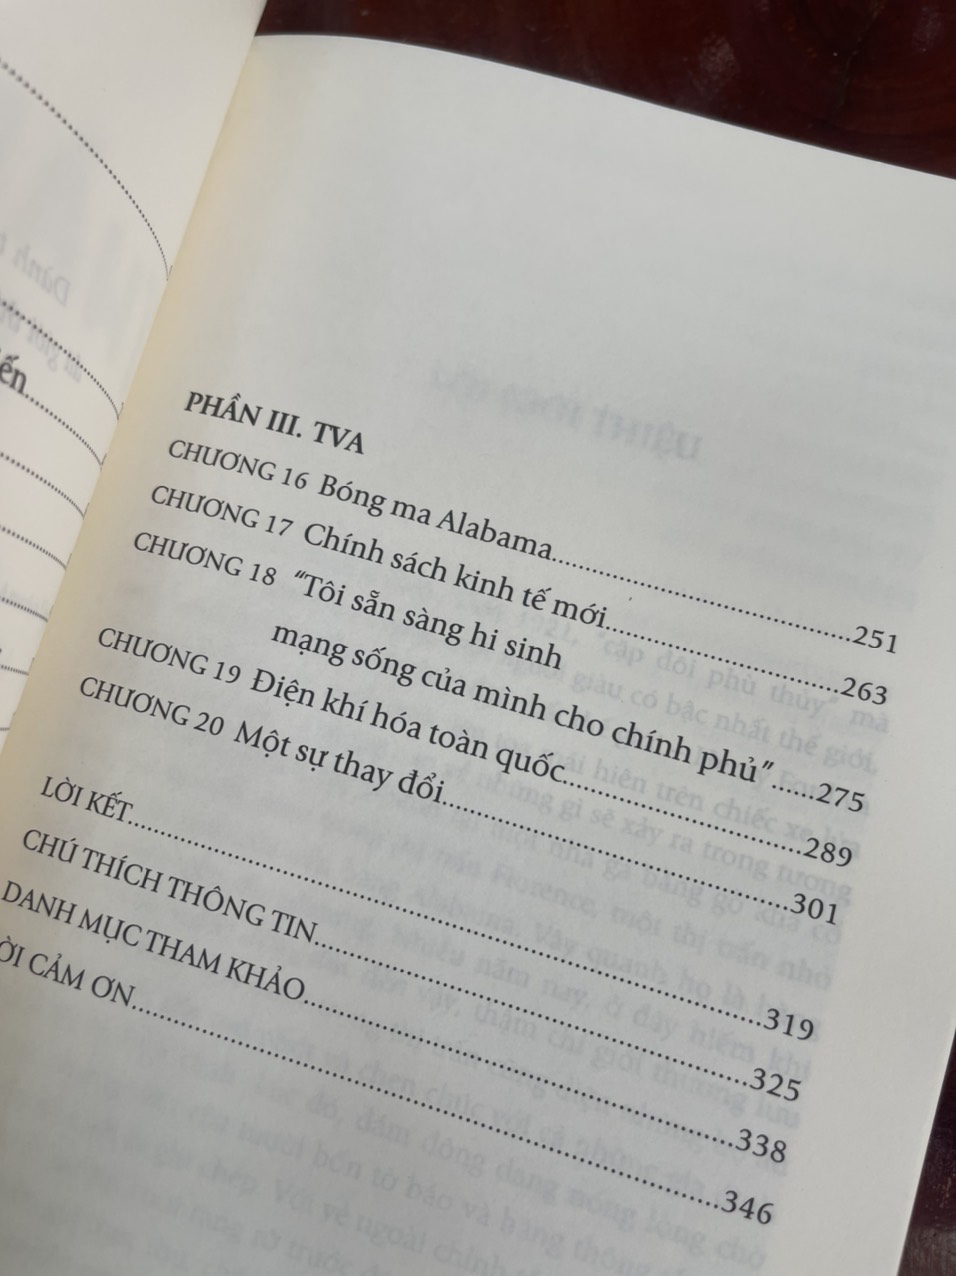 PHẦN III. TVA
CHƯƠNG 16 Bóng ma Alabama..........251
CHƯƠNG 17 Chính sách kinh tế mới..........263
CHƯƠNG 18 “Tôi sẵn sàng hi sinh
mạng sống của mình cho chính phủ” ......275
CHƯƠNG 19 Điện khí hóa toàn quốc..........289
CHƯƠNG 20 Một sự thay đổi..........301
LỜI KẾT..........319
CHÚ THÍCH THÔNG TIN..........325
DANH MỤC THAM KHẢO..........338
ỜI CẢM ƠN..........346